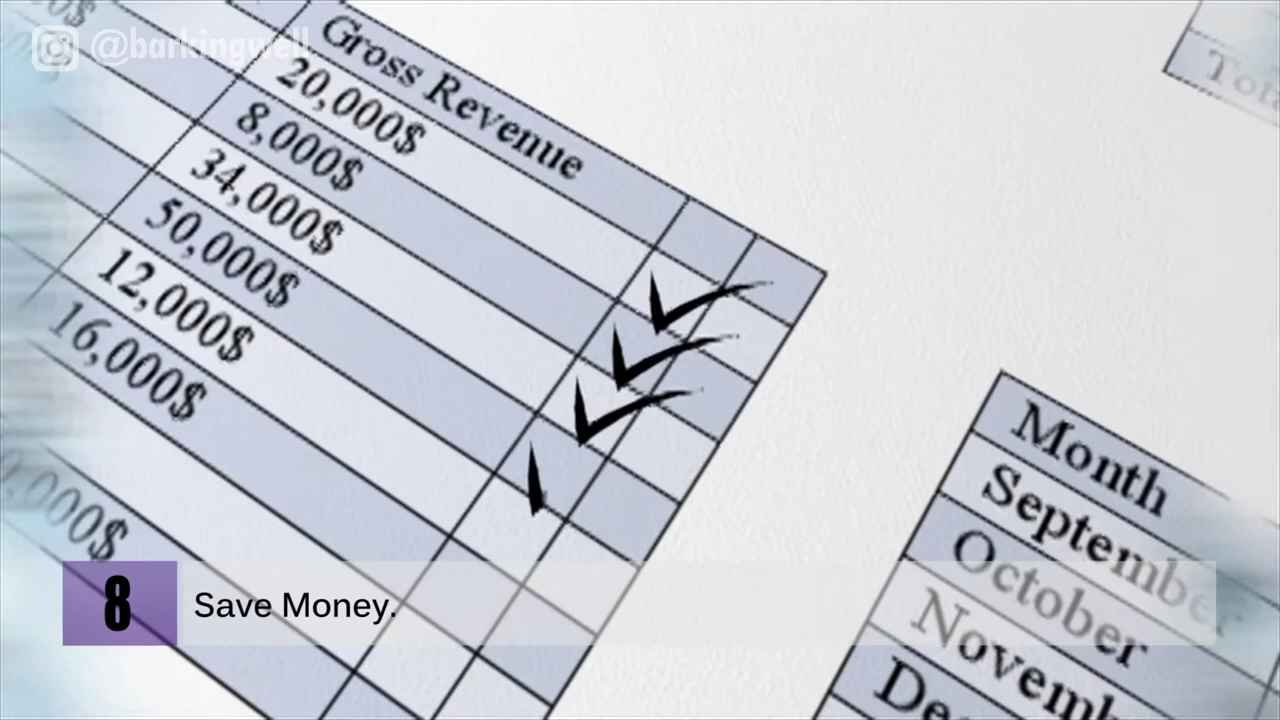 @barkingwell
Gross Revenue
20,000$
8,000$
34,000$
50,000$
12,000$
16,000$
Month
September
October
8
Save Money.